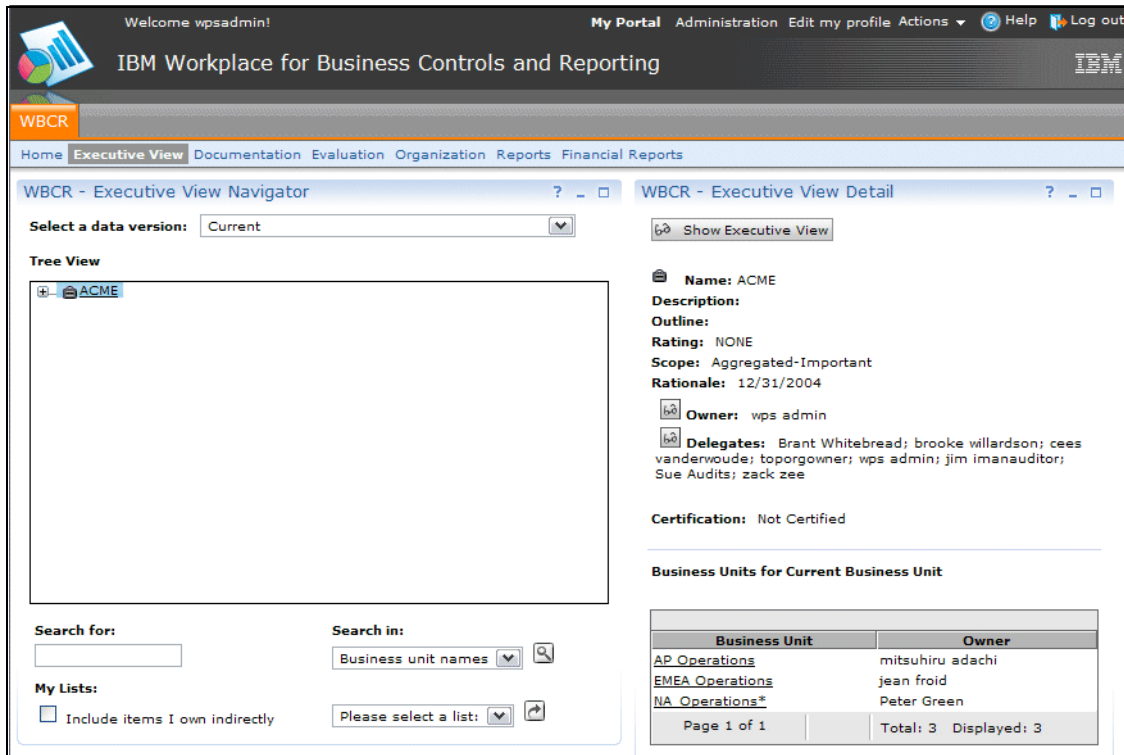 Welcome wpsadmin!
My Portal Administration Edit my profile Actions Help Log out
IBM Workplace for Business Controls and Reporting
IBM
WBCR
Home Executive View Documentation Evaluation Organization Reports Financial Reports
WBCR - Executive View Navigator
Select a data version: Current
Tree View
ACME
Search for:
Search in:
Business unit names
My Lists:
Include items I own indirectly
Please select a list:
WBCR - Executive View Detail
Show Executive View
Name: ACME
Description:
Outline:
Rating: NONE
Scope: Aggregated-Important
Rationale: 12/31/2004
Owner: wps admin
Delegates: Brant Whitebread; brooke willardson; cees
vanderwoude; toporgowner; wps admin; jim imanauditor;
Sue Audits; zack zee
Certification: Not Certified
Business Units for Current Business Unit
Business Unit Owner
AP Operations mitsuhiru adachi
EMEA Operations jean froid
NA Operations* Peter Green
Page 1 of 1 Total: 3 Displayed: 3